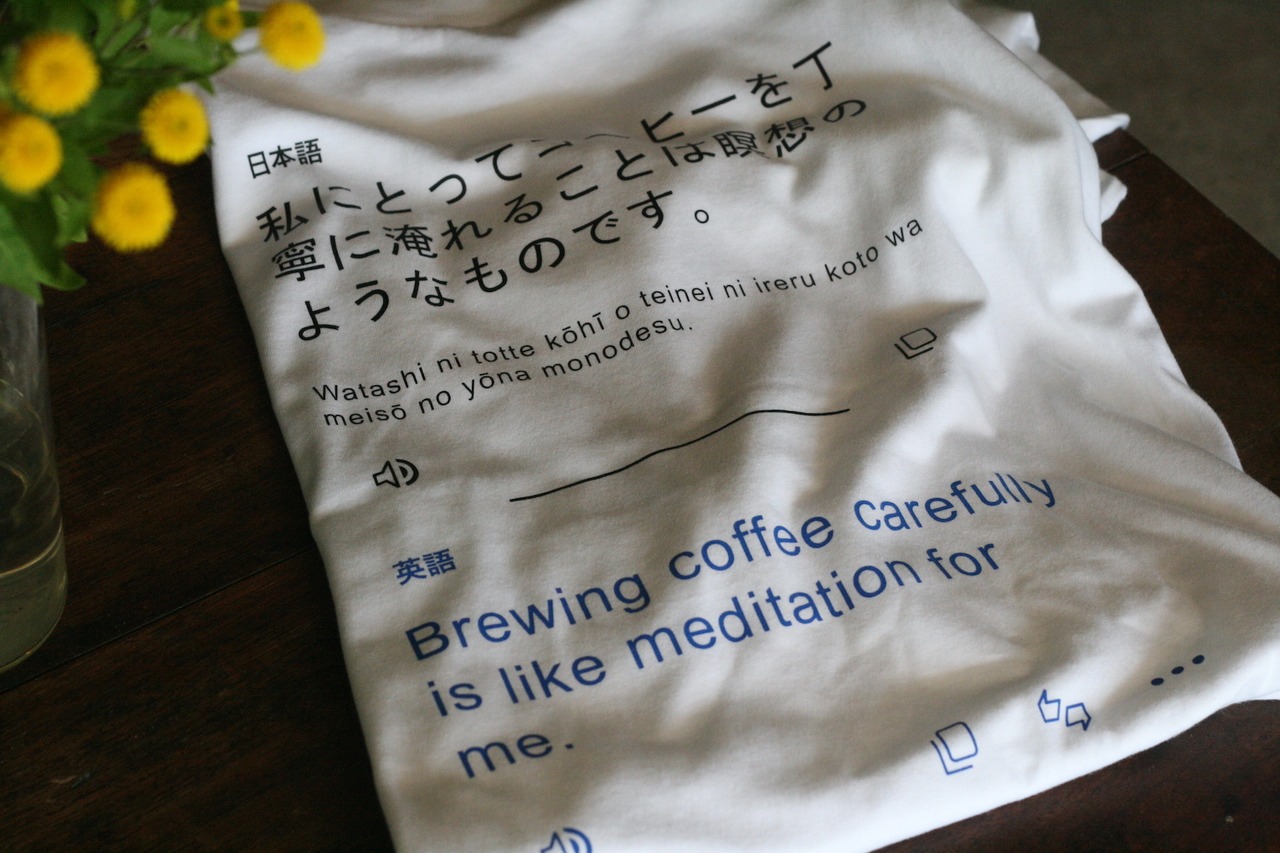 日本語
私にとってコーヒーを丁
寧に淹れることは瞑想の
ようなものです。
Watashi ni totte kōhī o teinei ni ireru koto wa
meisō no yōna monodesu.
英語
Brewing coffee carefully
is like meditation for
me.